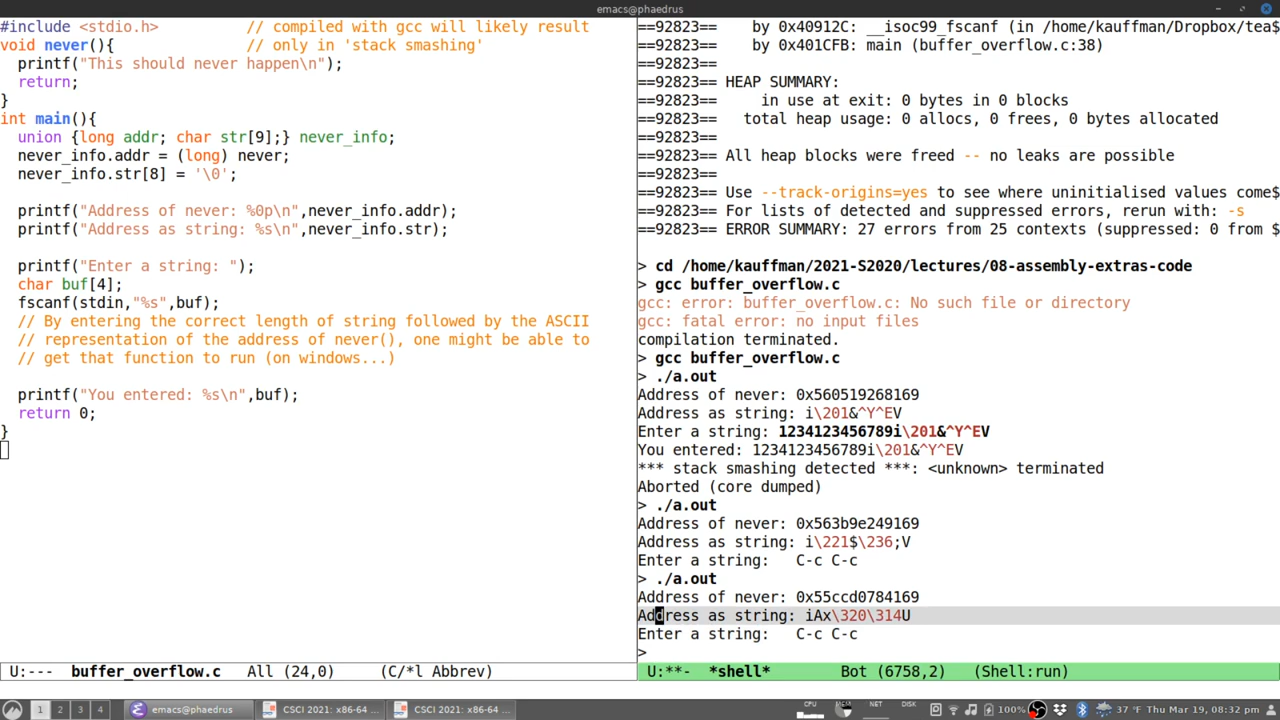 emacs@phaedrus
#include <stdio.h>          // compiled with gcc will likely result
void never(){               // only in 'stack smashing'
  printf("This should never happen\n");
  return;
}
int main(){
  union {long addr; char str[9];} never_info;
  never_info.addr = (long) never;
  never_info.str[8] = '\0';
  printf("Address of never: %0p\n",never_info.addr);
  printf("Address as string: %s\n",never_info.str);
  printf("Enter a string: ");
  char buf[4];
  fscanf(stdin,"%s",buf);
  // By entering the correct length of string followed by the ASCII
  // representation of the address of never(), one might be able to
  // get that function to run (on windows...)
  printf("You entered: %s\n",buf);
  return 0;
}
U:---  buffer_overflow.c   All (24,0)     (C/*l Abbrev)
==92823==    by 0x40912C: __isoc99_fscanf (in /home/kauffman/Dropbox/tea$
==92823==    by 0x401CFB: main (buffer_overflow.c:38)
==92823==
==92823== HEAP SUMMARY:
==92823==     in use at exit: 0 bytes in 0 blocks
==92823==   total heap usage: 0 allocs, 0 frees, 0 bytes allocated
==92823==
==92823== All heap blocks were freed -- no leaks are possible
==92823==
==92823== Use --track-origins=yes to see where uninitialised values come$
==92823== For lists of detected and suppressed errors, rerun with: -s
==92823== ERROR SUMMARY: 27 errors from 25 contexts (suppressed: 0 from $
> cd /home/kauffman/2021-S2020/lectures/08-assembly-extras-code
> gcc buffer_overflow.c
gcc: error: buffer_overflow.c: No such file or directory
gcc: fatal error: no input files
compilation terminated.
> gcc buffer_overflow.c
> ./a.out
Address of never: 0x560519268169
Address as string: i\201&^Y^EV
Enter a string: 1234123456789i\201&^Y^EV
You entered: 1234123456789i\201&^Y^EV
*** stack smashing detected ***: <unknown> terminated
Aborted (core dumped)
> ./a.out
Address of never: 0x563b9e249169
Address as string: i\221$\236;V
Enter a string:   C-c C-c
> ./a.out
Address of never: 0x55ccd0784169
Address as string: iAx\320\314U
Enter a string:   C-c C-c
>
U:**-  *shell*        Bot (6758,2)   (Shell:run)
1 2 3 4 emacs@phaedrus CSCI 2021: x86-64 ... CSCI 2021: x86-64 ... CPU MEM NET DISK 100% 37 °F Thu Mar 19, 08:32 pm